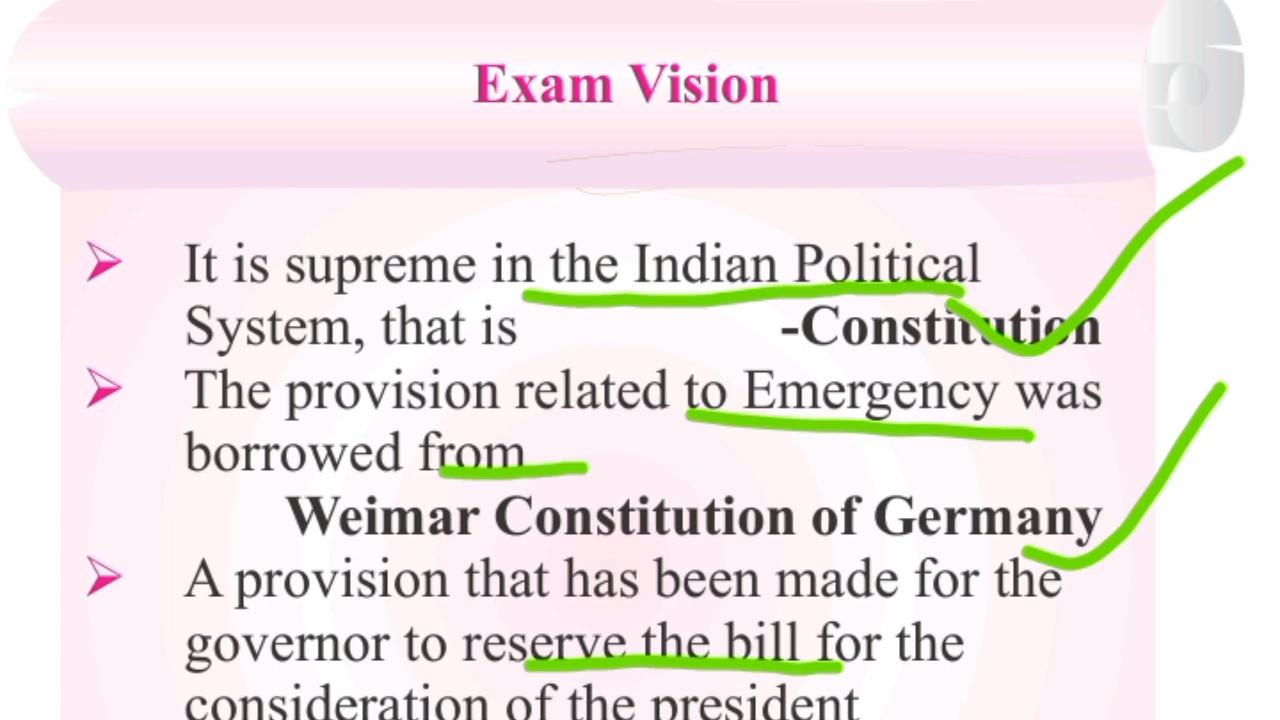 Exam Vision
It is supreme in the Indian Political
System, that is -Constitution
The provision related to Emergency was
borrowed from
Weimar Constitution of Germany
A provision that has been made for the
governor to reserve the bill for the
consideration of the president